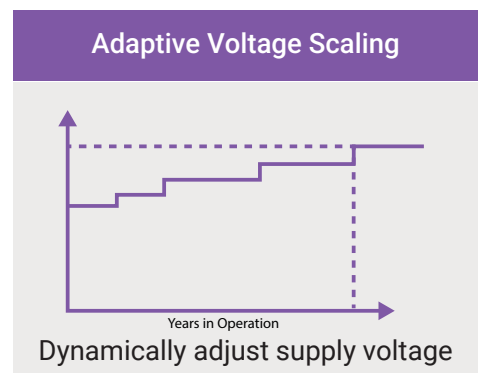 Adaptive Voltage Scaling
Years in Operation
Dynamically adjust supply voltage